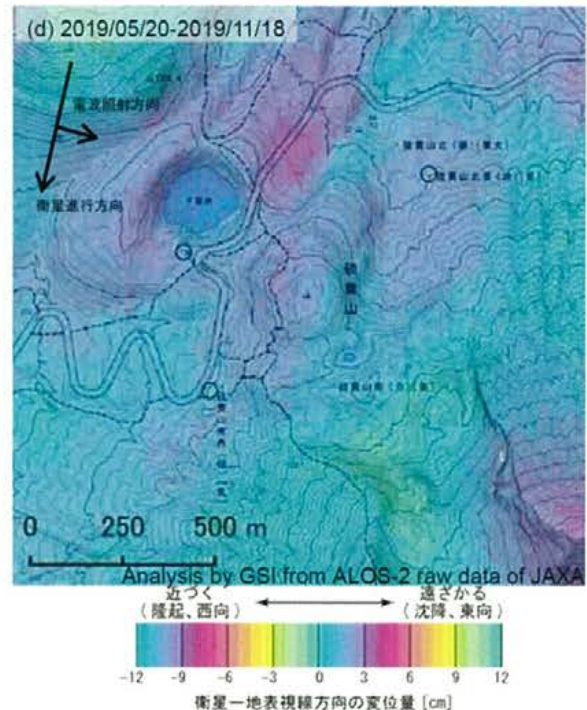 (d) 2019/05/20-2019/11/18
電波照射方向
衛星進行方向
硫黄山
0 250 500 m
Analysis by GSI from ALOS-2 raw data of JAXA
近づく
(隆起、西向)
遠ざかる
(沈降、東向)
-12 -9 -6 -3 0 3 6 9 12
衛星-地表視線方向の変位量 [cm]